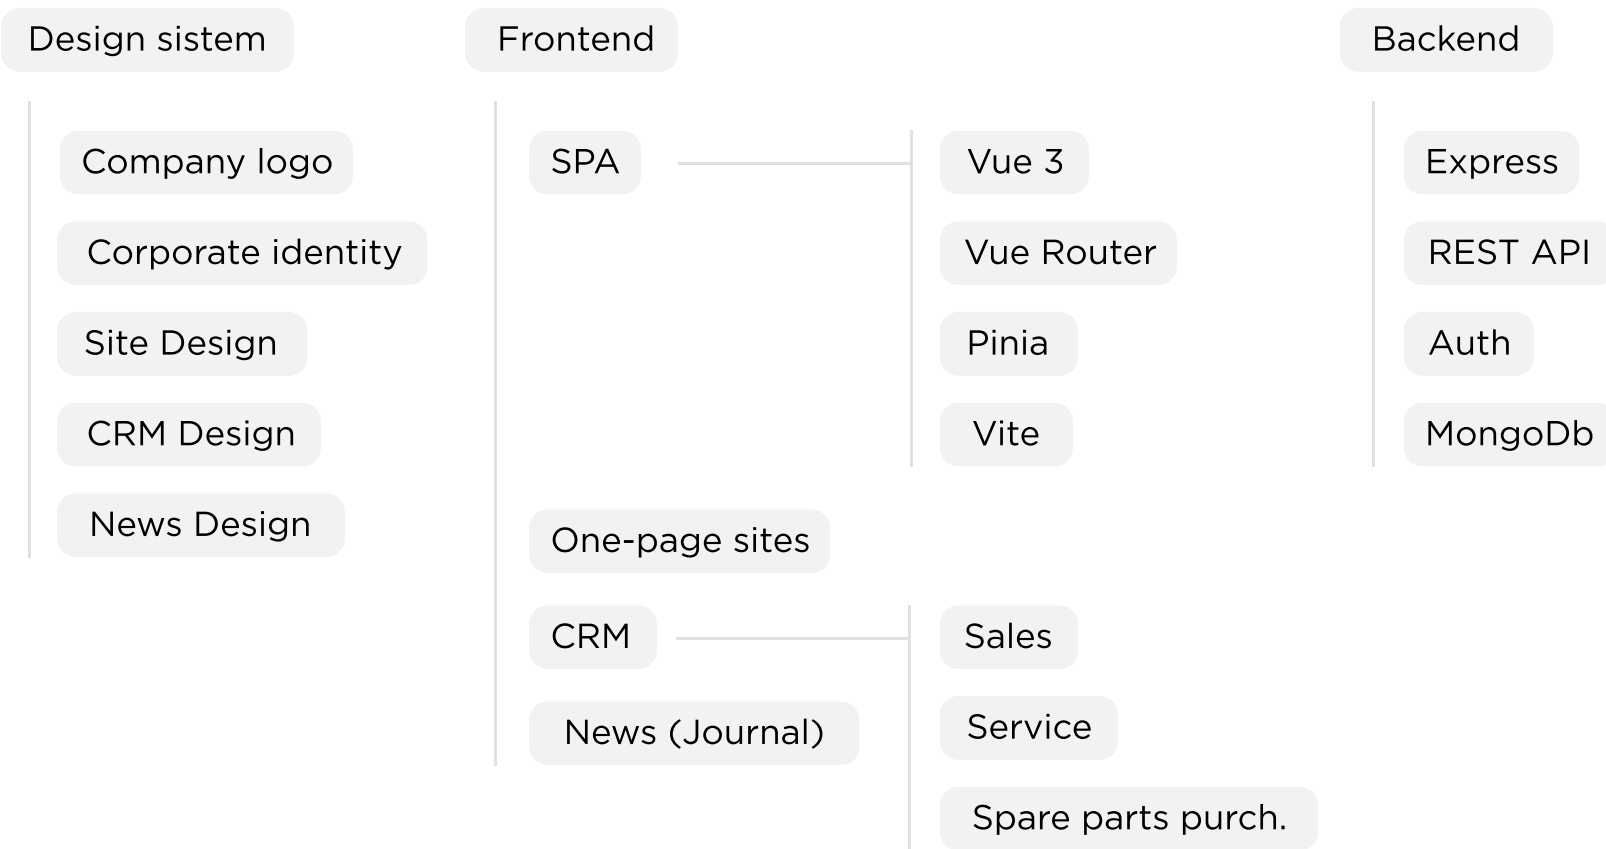 Design sistem
Company logo
Corporate identity
Site Design
CRM Design
News Design
Frontend
SPA
Vue 3
Vue Router
Pinia
Vite
One-page sites
CRM
Sales
Service
Spare parts purch.
News (Journal)
Backend
Express
REST API
Auth
MongoDb